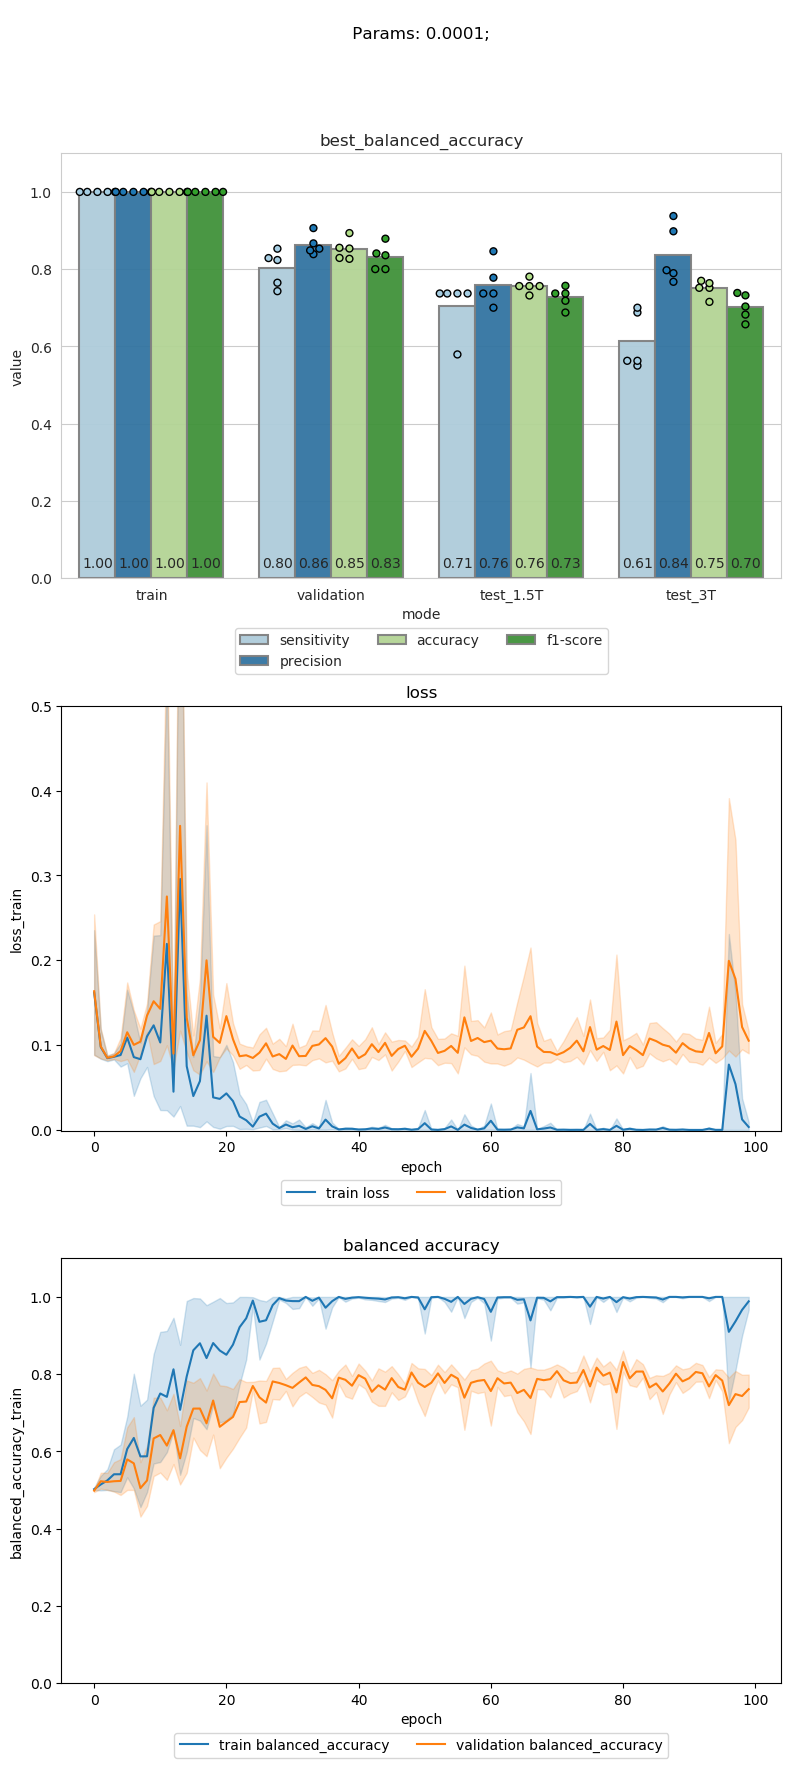 Params: 0.0001;
best_balanced_accuracy
1.0
0.8
0.6
0.4
0.2
0.0
value
1.00 1.00 1.00 1.00 0.80 0.86 0.85 0.83 0.71 0.76 0.76 0.73 0.61 0.84 0.75 0.70
train validation test_1.5T test_3T
mode
sensitivity accuracy f1-score
precision
loss
0.5
0.4
0.3
0.2
0.1
0.0
loss_train
0 20 40 60 80 100
epoch
train loss validation loss
balanced accuracy
1.0
0.8
0.6
0.4
0.2
0.0
balanced_accuracy_train
0 20 40 60 80 100
epoch
train balanced_accuracy validation balanced_accuracy